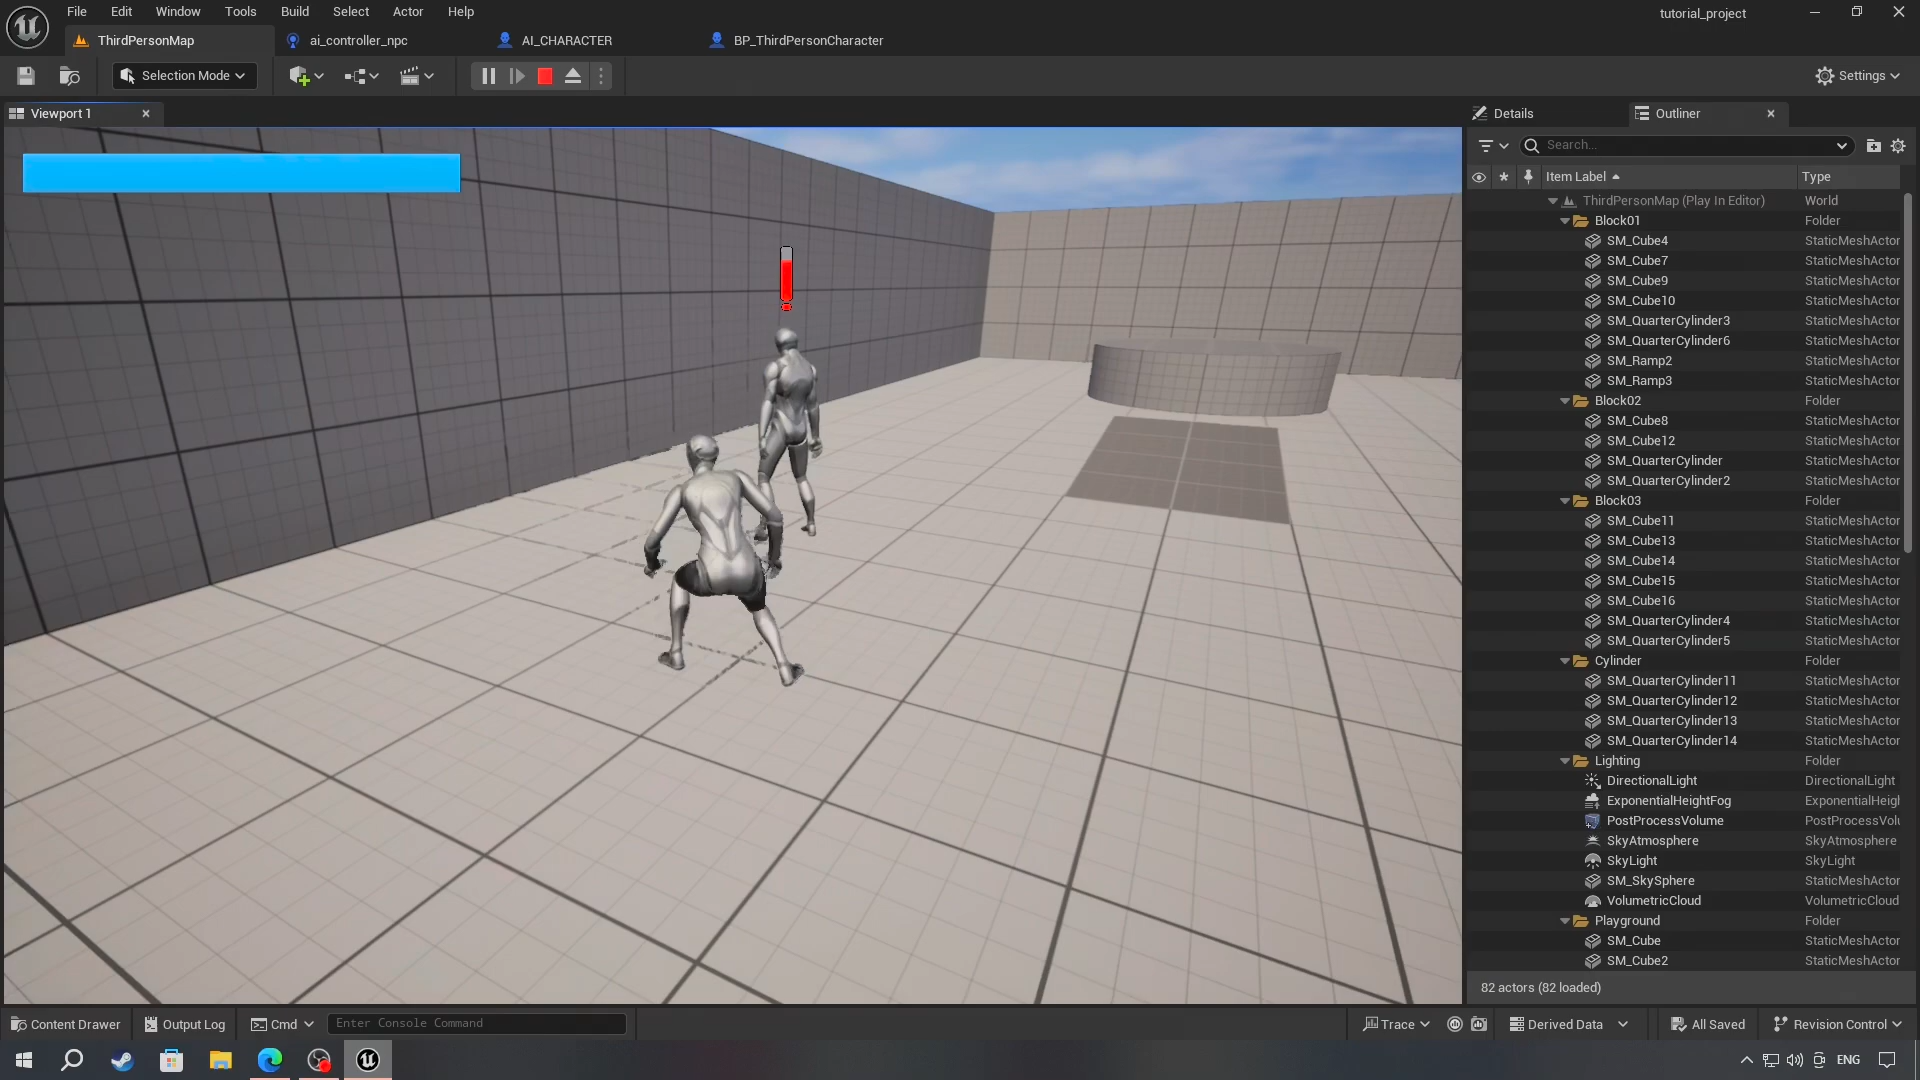 File Edit Window Tools Build Select Actor Help
tutorial_project
ThirdPersonMap
ai_controller_npc
AI_CHARACTER
BP_ThirdPersonCharacter
Selection Mode
Settings
Viewport 1
Details
Outliner
Search...
Item Label Type
ThirdPersonMap (Play In Editor) World
Block01 Folder
SM_Cube4 StaticMeshActor
SM_Cube7 StaticMeshActor
SM_Cube9 StaticMeshActor
SM_Cube10 StaticMeshActor
SM_QuarterCylinder3 StaticMeshActor
SM_QuarterCylinder6 StaticMeshActor
SM_Ramp2 StaticMeshActor
SM_Ramp3 StaticMeshActor
Block02 Folder
SM_Cube8 StaticMeshActor
SM_Cube12 StaticMeshActor
SM_QuarterCylinder StaticMeshActor
SM_QuarterCylinder2 StaticMeshActor
Block03 Folder
SM_Cube11 StaticMeshActor
SM_Cube13 StaticMeshActor
SM_Cube14 StaticMeshActor
SM_Cube15 StaticMeshActor
SM_Cube16 StaticMeshActor
SM_QuarterCylinder4 StaticMeshActor
SM_QuarterCylinder5 StaticMeshActor
Cylinder Folder
SM_QuarterCylinder11 StaticMeshActor
SM_QuarterCylinder12 StaticMeshActor
SM_QuarterCylinder13 StaticMeshActor
SM_QuarterCylinder14 StaticMeshActor
Lighting Folder
DirectionalLight DirectionalLight
ExponentialHeightFog ExponentialHeigh
PostProcessVolume PostProcessVolu
SkyAtmosphere SkyAtmosphere
SkyLight SkyLight
SM_SkySphere StaticMeshActor
VolumetricCloud VolumetricCloud
Playground Folder
SM_Cube StaticMeshActor
SM_Cube2 StaticMeshActor
82 actors (82 loaded)
Content Drawer
Output Log
Cmd
Enter Console Command
Trace
Derived Data
All Saved
Revision Control
ENG